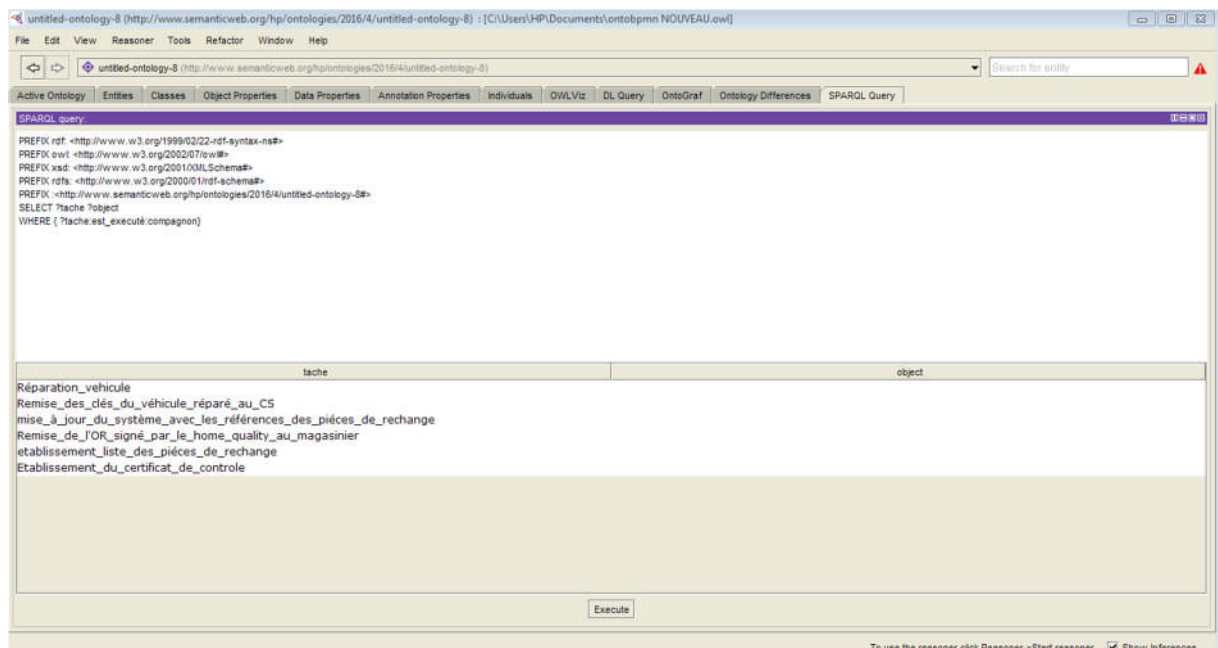 untitled-ontology-8 (http://www.semanticweb.org/hp/ontologies/2016/4/untitled-ontology-8) : [C:\Users\HP\Documents\ontobpmn NOUVEAU.owl]
File Edit View Reasoner Tools Refactor Window Help
untitled-ontology-8 (http://www.semanticweb.org/hp/ontologies/2016/4/untitled-ontology-8) Search for entity
Active Ontology Entities Classes Object Properties Data Properties Annotation Properties Individuals OWLViz DL Query OntoGraf Ontology Differences SPARQL Query
SPARQL query:
PREFIX rdf: <http://www.w3.org/1999/02/22-rdf-syntax-ns#>
PREFIX owl: <http://www.w3.org/2002/07/owl#>
PREFIX xsd: <http://www.w3.org/2001/XMLSchema#>
PREFIX rdfs: <http://www.w3.org/2000/01/rdf-schema#>
PREFIX :<http://www.semanticweb.org/hp/ontologies/2016/4/untitled-ontology-8#>
SELECT ?tache ?object
WHERE { ?tache:est_executé:compagnon}
tache object
Réparation_vehicule
Remise_des_clés_du_véhicule_réparé_au_CS
mise_à_jour_du_système_avec_les_références_des_piéces_de_rechange
Remise_de_l'OR_signé_par_le_home_quality_au_magasinier
etablissement_liste_des_piéces_de_rechange
Etablissement_du_certificat_de_controle
Execute
To use the reasoner click Reasoner->Start reasoner Show Inferences